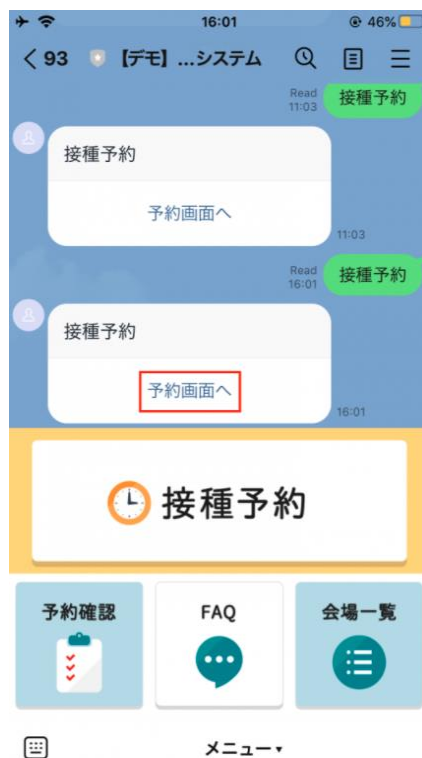 16:01
46%
93
【デモ】...システム
Read
11:03
接種予約
接種予約
予約画面へ
11:03
Read
16:01
接種予約
接種予約
予約画面へ
16:01
接種予約
予約確認
FAQ
会場一覧
メニュー▾